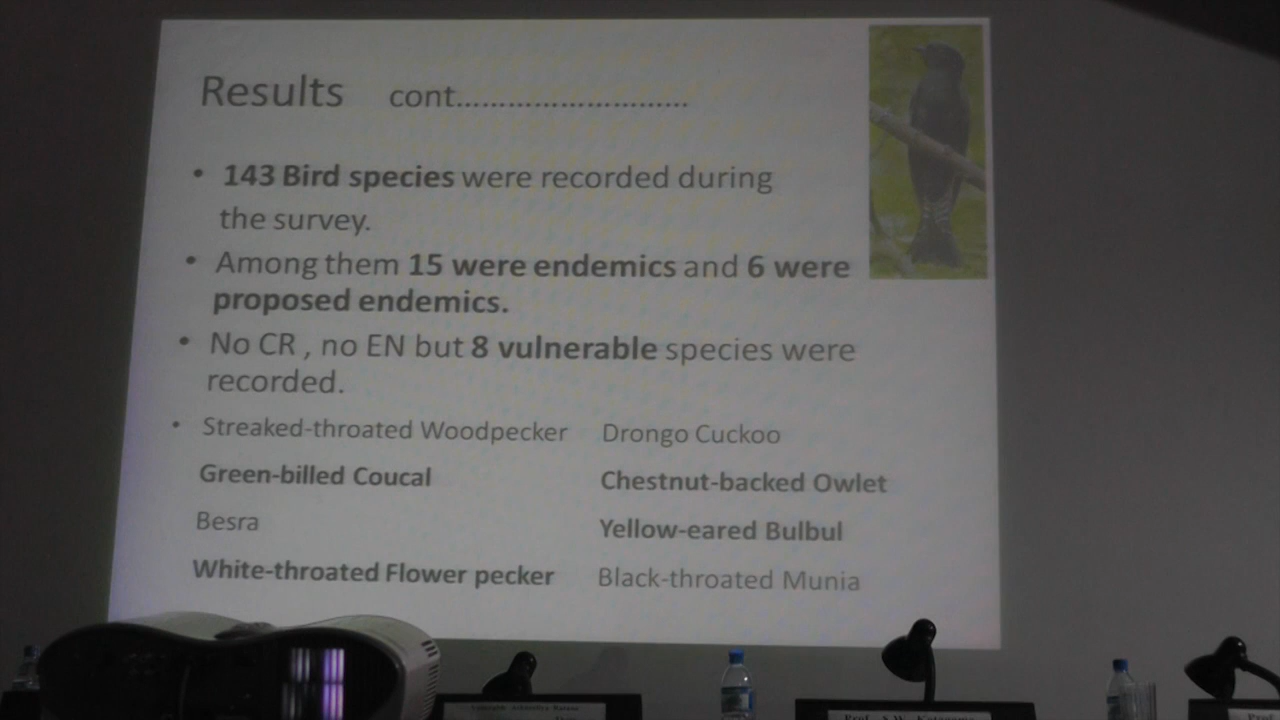 Results cont..............................
• 143 Bird species were recorded during
the survey.
• Among them 15 were endemics and 6 were
proposed endemics.
• No CR , no EN but 8 vulnerable species were
recorded.
• Streaked-throated Woodpecker Drongo Cuckoo
Green-billed Coucal Chestnut-backed Owlet
Besra Yellow-eared Bulbul
White-throated Flower pecker Black-throated Munia
Prof. S.W.